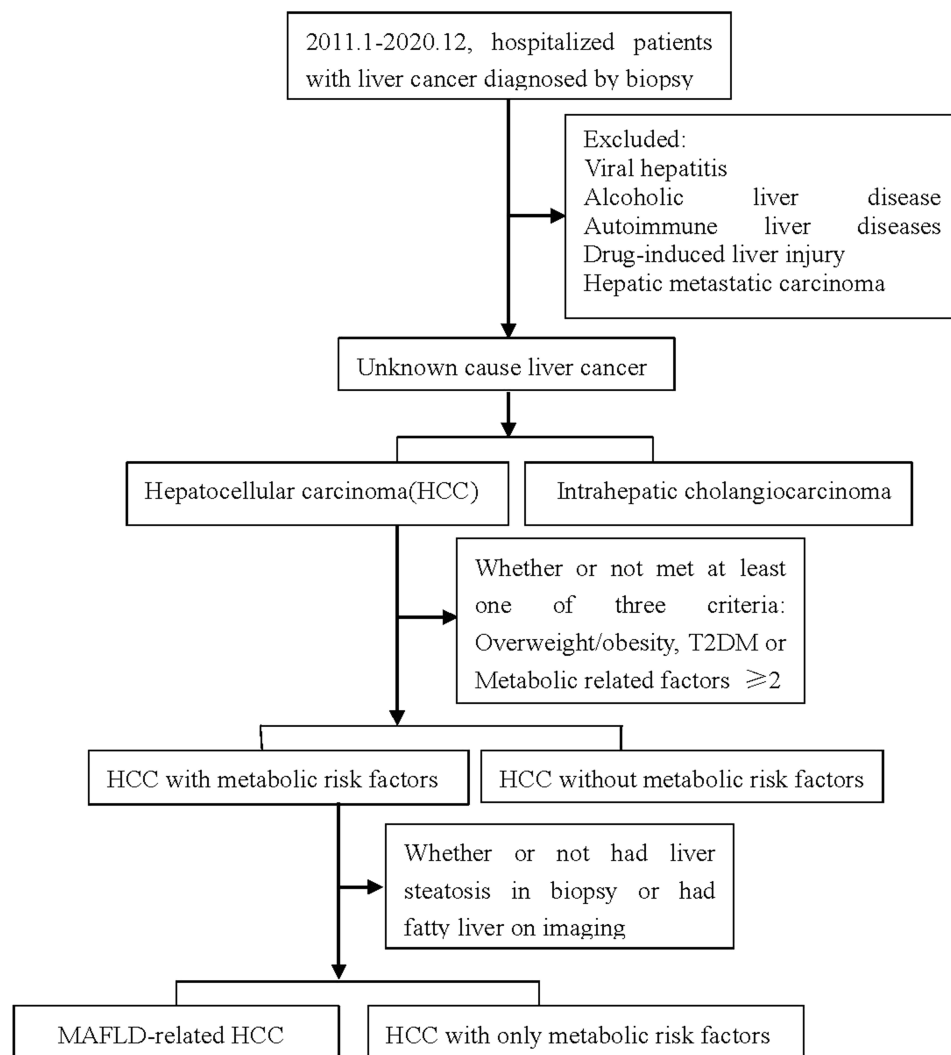 2011.1-2020.12, hospitalized patients
with liver cancer diagnosed by biopsy
Excluded:
Viral hepatitis
Alcoholic liver disease
Autoimmune liver diseases
Drug-induced liver injury
Hepatic metastatic carcinoma
Unknown cause liver cancer
Hepatocellular carcinoma(HCC)
Intrahepatic cholangiocarcinoma
Whether or not met at least
one of three criteria:
Overweight/obesity, T2DM or
Metabolic related factors ≥2
HCC with metabolic risk factors
HCC without metabolic risk factors
Whether or not had liver
steatosis in biopsy or had
fatty liver on imaging
MAFLD-related HCC
HCC with only metabolic risk factors